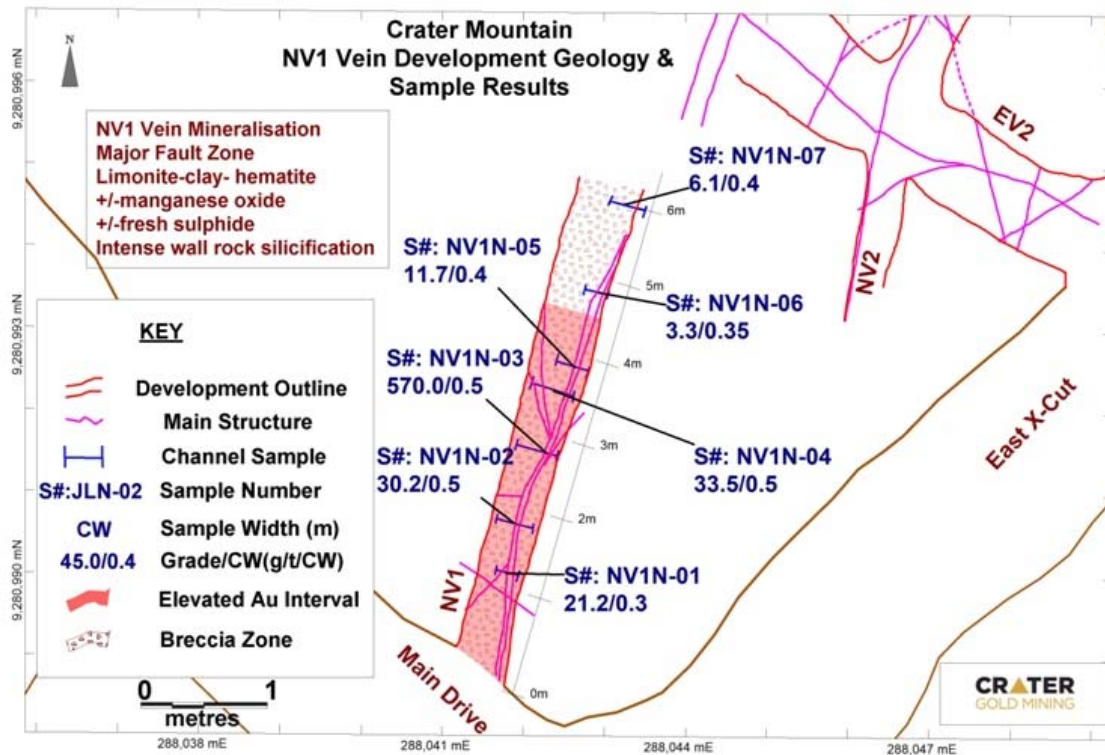 Crater Mountain
NV1 Vein Development Geology &
Sample Results
N
NV1 Vein Mineralisation
Major Fault Zone
Limonite-clay- hematite
+/-manganese oxide
+/-fresh sulphide
Intense wall rock silicification
KEY
Development Outline
Main Structure
Channel Sample
S#:JLN-02 Sample Number
CW Sample Width (m)
45.0/0.4 Grade/CW(g/t/CW)
Elevated Au Interval
Breccia Zone
0 1
metres
S#: NV1N-07
6.1/0.4
S#: NV1N-05
11.7/0.4
S#: NV1N-06
3.3/0.35
S#: NV1N-03
570.0/0.5
S#: NV1N-02
30.2/0.5
S#: NV1N-04
33.5/0.5
S#: NV1N-01
21.2/0.3
6m
5m
4m
3m
2m
0m
NV1
Main Drive
NV2
EV2
East X-Cut
9.280,996 mN
9.280,993 mN
9.280,990 mN
288,038 mE
288,041 mE
288,044 mE
288,047 mE
CRATER
GOLD MINING